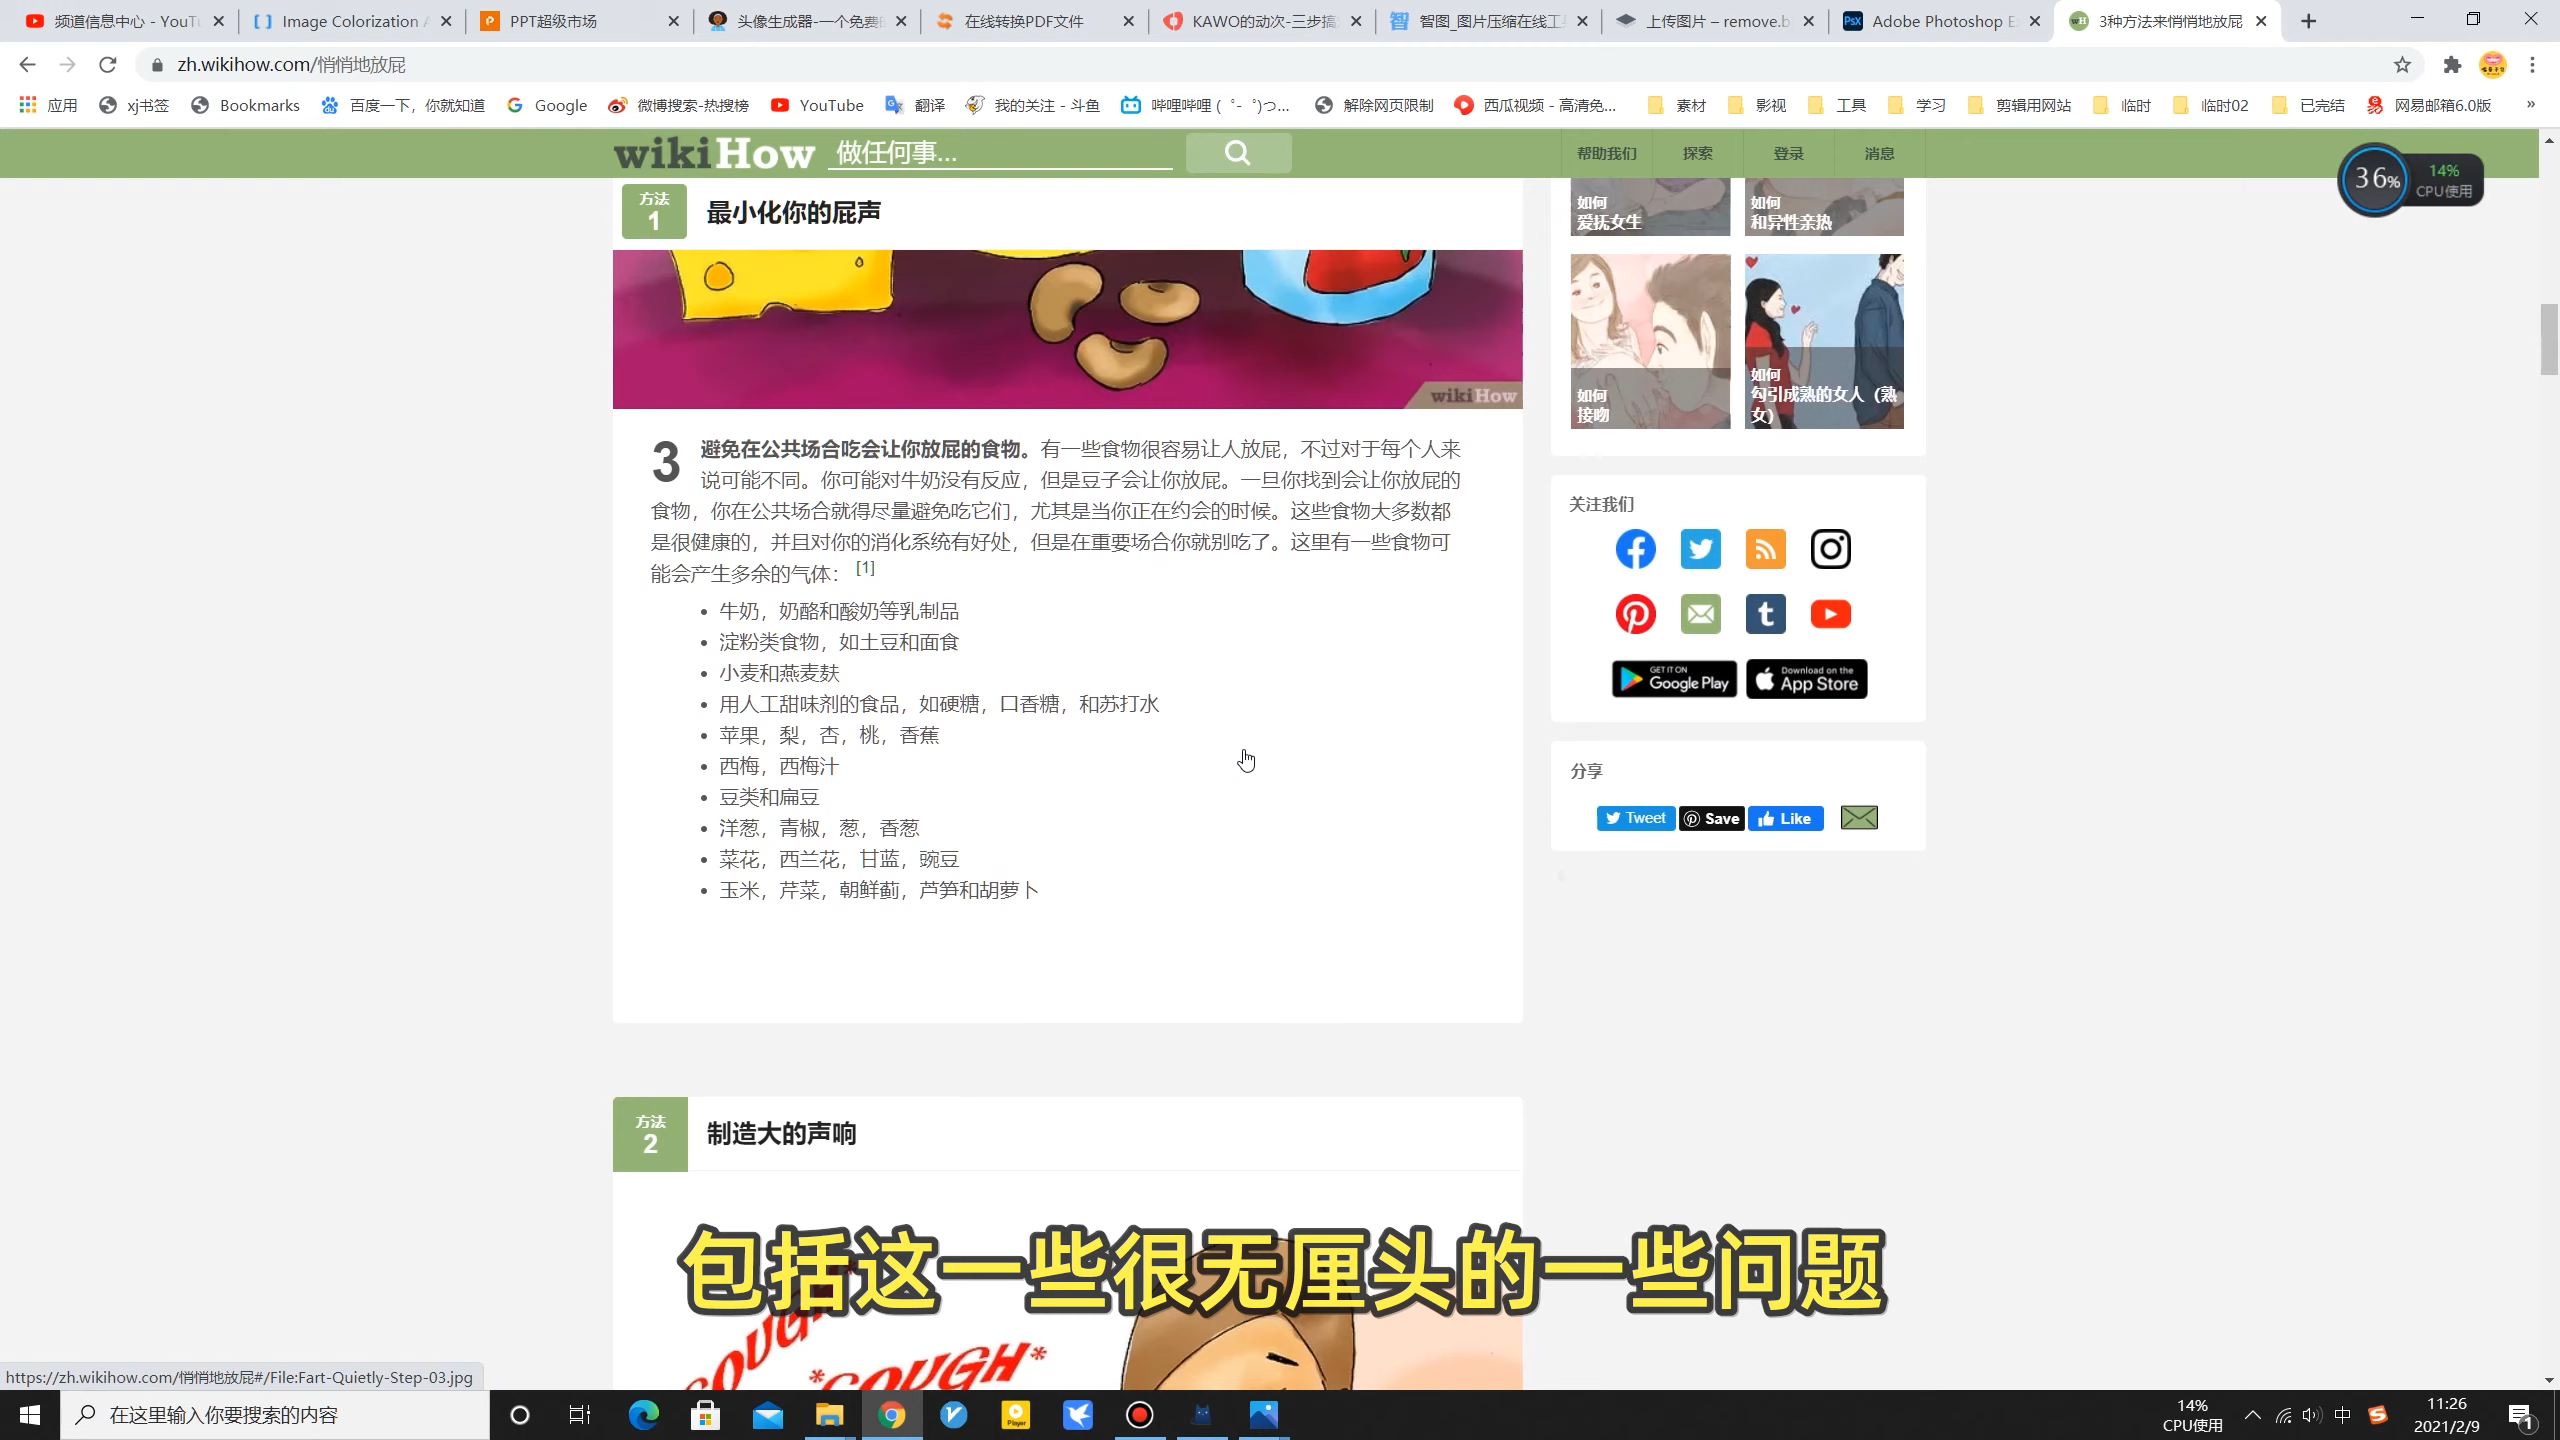 频道信息中心 - YouTu
Image Colorization A
PPT超级市场
头像生成器-一个免费
在线转换PDF文件
KAWO的动次-三步搞
智图_图片压缩在线工
上传图片 – remove.b
Adobe Photoshop E
3种方法来悄悄地放屁
zh.wikihow.com/悄悄地放屁
应用
xj书签
Bookmarks
百度一下，你就知道
Google
微博搜索-热搜榜
YouTube
翻译
我的关注 - 斗鱼
哔哩哔哩 ( ゜- ゜)つ...
解除网页限制
西瓜视频 - 高清免...
素材
影视
工具
学习
剪辑用网站
临时
临时02
已完结
网易邮箱6.0版
»
wikiHow
做任何事...
帮助我们
探索
登录
消息
36%
14%
CPU使用
方法
1
最小化你的屁声
wikiHow
3 避免在公共场合吃会让你放屁的食物。有一些食物很容易让人放屁，不过对于每个人来
说可能不同。你可能对牛奶没有反应，但是豆子会让你放屁。一旦你找到会让你放屁的
食物，你在公共场合就得尽量避免吃它们，尤其是当你正在约会的时候。这些食物大多数都
是很健康的，并且对你的消化系统有好处，但是在重要场合你就别吃了。这里有一些食物可
能会产生多余的气体： [1]
• 牛奶，奶酪和酸奶等乳制品
• 淀粉类食物，如土豆和面食
• 小麦和燕麦麸
• 用人工甜味剂的食品，如硬糖，口香糖，和苏打水
• 苹果，梨，杏，桃，香蕉
• 西梅，西梅汁
• 豆类和扁豆
• 洋葱，青椒，葱，香葱
• 菜花，西兰花，甘蓝，豌豆
• 玉米，芹菜，朝鲜蓟，芦笋和胡萝卜
如何
爱抚女生
如何
和异性亲热
如何
接吻
如何
勾引成熟的女人（熟
女）
关注我们
GET IT ON
Google Play
Download on the
App Store
分享
Tweet
Save
Like
方法
2
制造大的声响
包括这一些很无厘头的一些问题
COUGH*
*COUGH*
https://zh.wikihow.com/悄悄地放屁#/File:Fart-Quietly-Step-03.jpg
在这里输入你要搜索的内容
Player
14%
CPU使用
中
11:26
2021/2/9
1